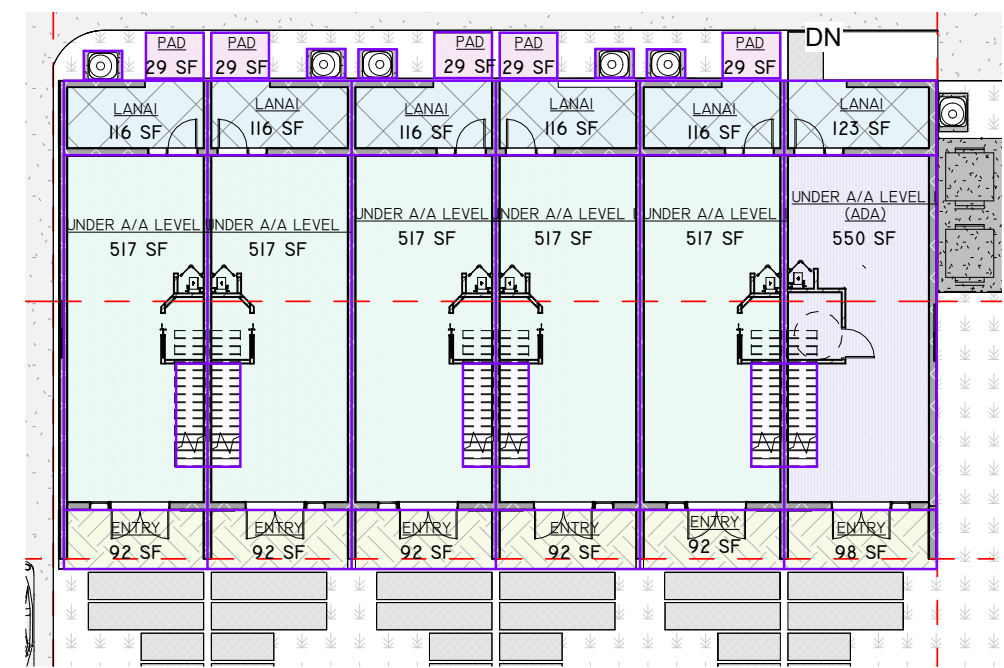 DN
PAD
29 SF
PAD
29 SF
PAD
29 SF
PAD
29 SF
PAD
29 SF
LANAI
116 SF
LANAI
116 SF
LANAI
116 SF
LANAI
116 SF
LANAI
116 SF
LANAI
123 SF
UNDER A/A LEVEL
517 SF
UNDER A/A LEVEL
517 SF
UNDER A/A LEVEL
517 SF
UNDER A/A LEVEL
517 SF
UNDER A/A LEVEL
517 SF
UNDER A/A LEVEL
(ADA)
550 SF
ENTRY
92 SF
ENTRY
92 SF
ENTRY
92 SF
ENTRY
92 SF
ENTRY
92 SF
ENTRY
98 SF